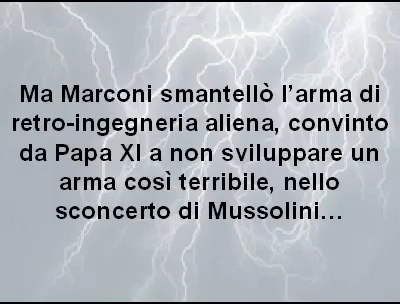 Ma Marconi smantellò l’arma di
retro-ingegneria aliena, convinto
da Papa XI a non sviluppare un
arma così terribile, nello
sconcerto di Mussolini…